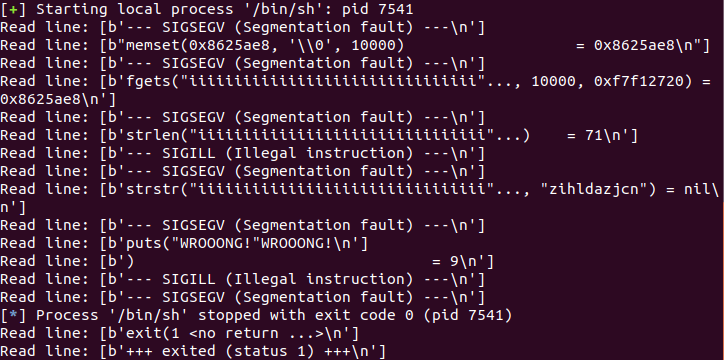 [+] Starting local process '/bin/sh': pid 7541
Read line: [b'--- SIGSEGV (Segmentation fault) ---\n']
Read line: [b"memset(0x8625ae8, '\\0', 10000)                 = 0x8625ae8\n"]
Read line: [b'--- SIGSEGV (Segmentation fault) ---\n']
Read line: [b'fgets("iiiiiiiiiiiiiiiiiiiiiiiiiiiiiiii"..., 10000, 0xf7f12720) =
0x8625ae8\n']
Read line: [b'--- SIGSEGV (Segmentation fault) ---\n']
Read line: [b'strlen("iiiiiiiiiiiiiiiiiiiiiiiiiiiiiiii"...)    = 71\n']
Read line: [b'--- SIGILL (Illegal instruction) ---\n']
Read line: [b'--- SIGSEGV (Segmentation fault) ---\n']
Read line: [b'strstr("iiiiiiiiiiiiiiiiiiiiiiiiiiiiiiii"..., "zihldazjcn") = nil\
n']
Read line: [b'--- SIGSEGV (Segmentation fault) ---\n']
Read line: [b'puts("WROOONG!"WROOONG!\n']
Read line: [b')                                 = 9\n']
Read line: [b'--- SIGILL (Illegal instruction) ---\n']
Read line: [b'--- SIGSEGV (Segmentation fault) ---\n']
[*] Process '/bin/sh' stopped with exit code 0 (pid 7541)
Read line: [b'exit(1 <no return ...>\n']
Read line: [b'+++ exited (status 1) +++\n']